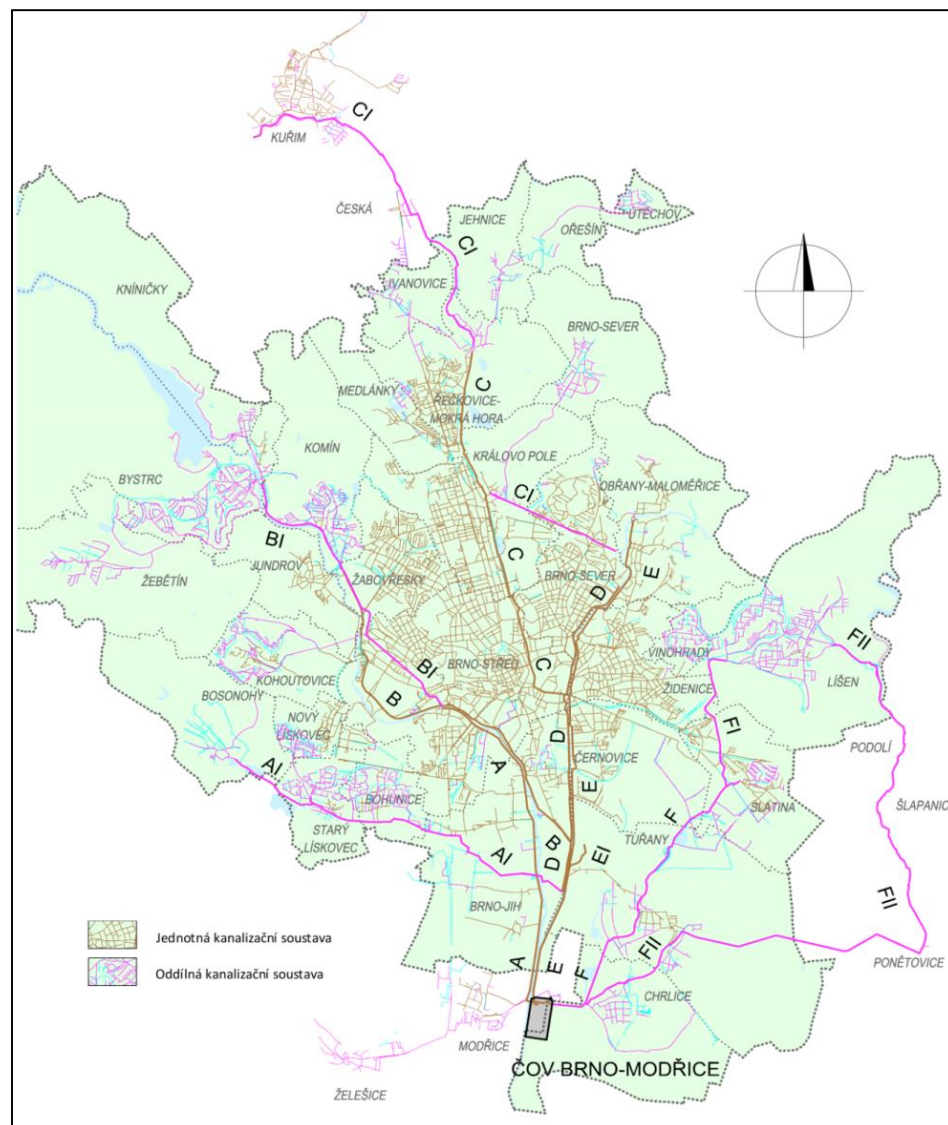 CI
KUŘIM
ČESKÁ
JEHNICE
ÚTĚCHOV
OŘEŠÍN
CI
IVANOVICE
KNÍNIČKY
BRNO-SEVER
C
MEDLÁNKY
ŘEČKOVICE-
MOKRÁ HORA
KOMÍN
KRÁLOVO POLE
BYSTRC
CI
OBŘANY-MALOMĚŘICE
BI
JUNDROV
ŽEBĚTÍN
ŽABOVŘESKY
C
BRNO-SEVER
D
E
VINOHRADY
FII
BRNO-STŘED
BI
C
ŽIDENICE
LÍŠEN
KOHOUTOVICE
BOSONOHY
B
NOVÝ
LÍSKOVEC
FI
PODOLÍ
D
A
ČERNOVICE
AI
BOHUNICE
E
SLATINA
ŠLAPANIC
F
STARÝ
LÍSKOVEC
TUŘANY
B
D
EI
AI
BRNO-JIH
FII
Jednotná kanalizační soustava
FII
A
E
F
PONĚTOVICE
Oddílná kanalizační soustava
CHRLICE
MODŘICE
ČOV BRNO-MODŘICE
ŽELEŠICE